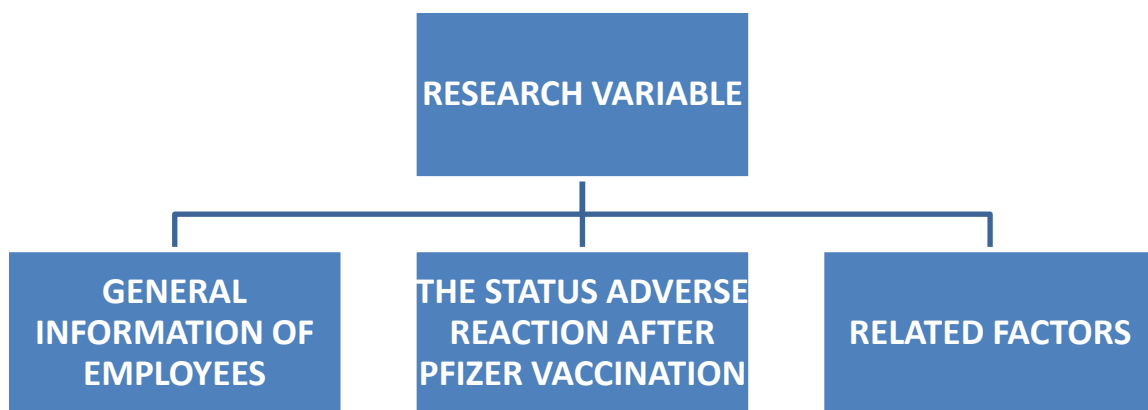 RESEARCH VARIABLE
GENERAL
INFORMATION OF
EMPLOYEES
THE STATUS ADVERSE
REACTION AFTER
PFIZER VACCINATION
RELATED FACTORS